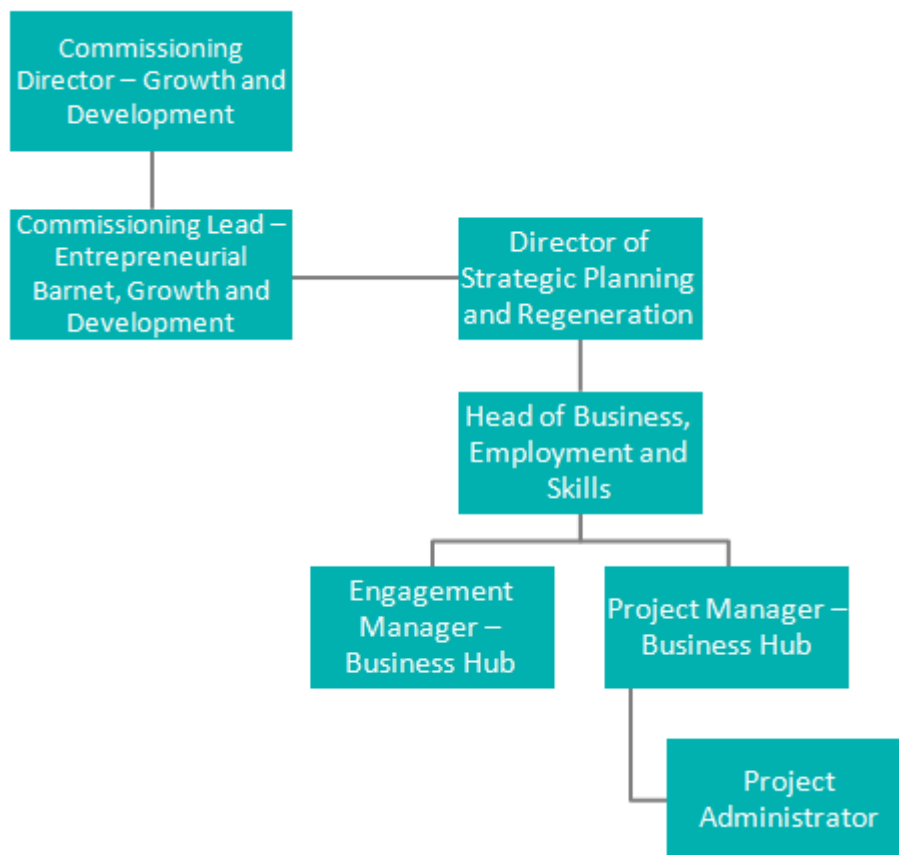 Commissioning
Director – Growth and
Development
Commissioning Lead –
Entrepreneurial
Barnet, Growth and
Development
Director of
Strategic Planning
and Regeneration
Head of Business,
Employment and
Skills
Engagement
Manager –
Business Hub
Project Manager –
Business Hub
Project
Administrator